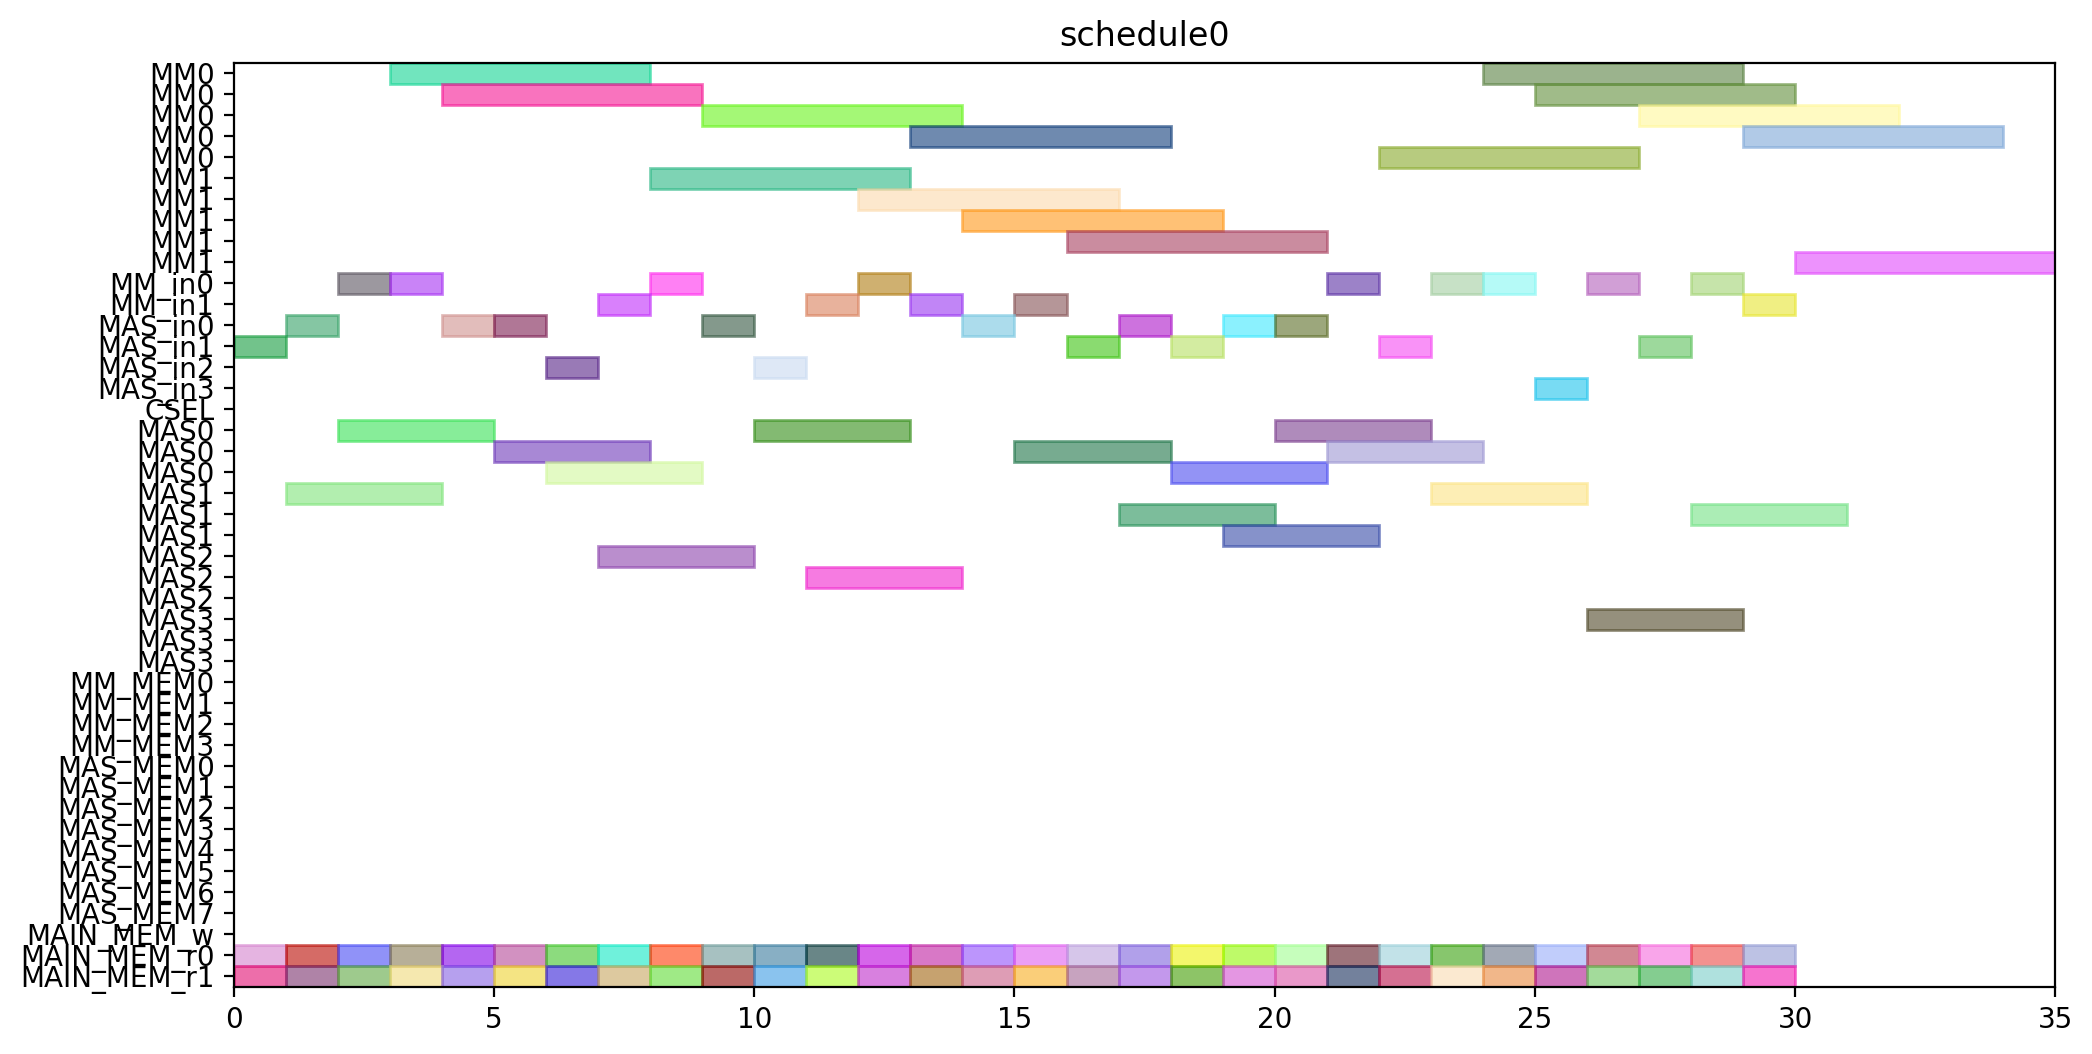 schedule0
MM0
MM0
MM0
MM0
MM0
MM1
MM1
MM1
MM1
MM1
MM_in0
MM_in1
MAS_in0
MAS_in1
MAS_in2
MAS_in3
CSEL
MAS0
MAS0
MAS0
MAS1
MAS1
MAS1
MAS2
MAS2
MAS2
MAS3
MAS3
MAS3
MM_MEM0
MM_MEM1
MM_MEM2
MM_MEM3
MAS_MEM0
MAS_MEM1
MAS_MEM2
MAS_MEM3
MAS_MEM4
MAS_MEM5
MAS_MEM6
MAS_MEM7
MAIN_MEM_w
MAIN_MEM_r0
MAIN_MEM_r1
0 5 10 15 20 25 30 35